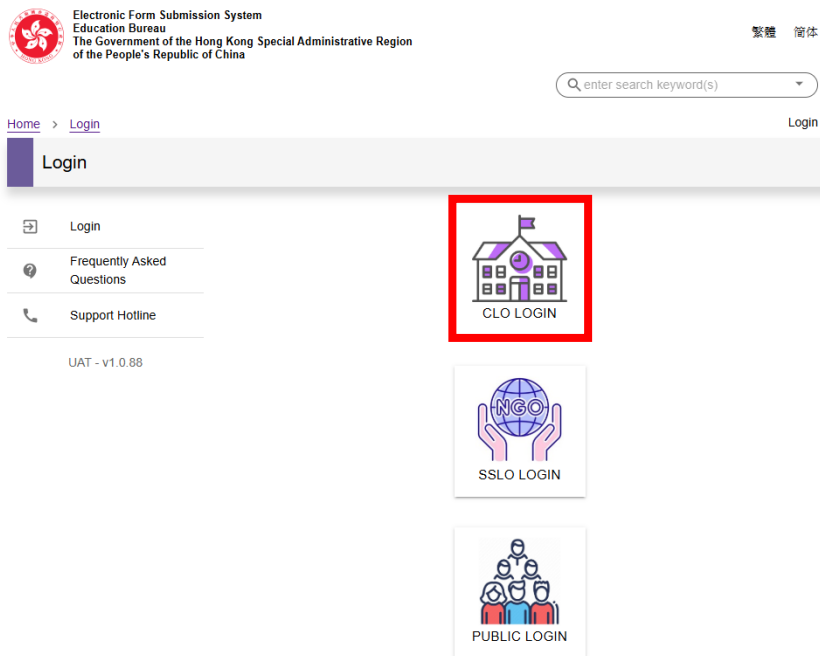 Electronic Form Submission System
Education Bureau
The Government of the Hong Kong Special Administrative Region
of the People's Republic of China
繁體 简体
enter search keyword(s)
Home > Login
Login
Login
Login
Frequently Asked
Questions
Support Hotline
UAT - v1.0.88
CLO LOGIN
NGO
SSLO LOGIN
PUBLIC LOGIN